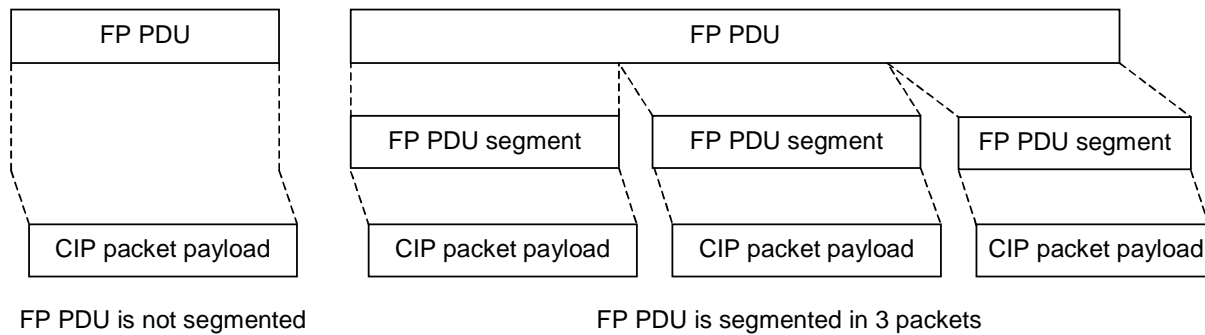 FP PDU
FP PDU
FP PDU segment
FP PDU segment
FP PDU segment
CIP packet payload
CIP packet payload
CIP packet payload
CIP packet payload
FP PDU is not segmented
FP PDU is segmented in 3 packets